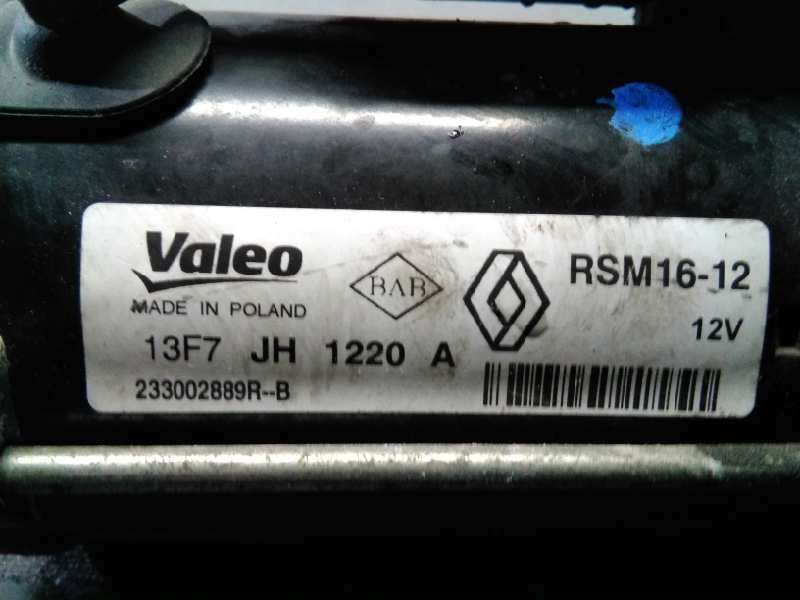 Valeo
MADE IN POLAND
BAB
RSM16-12
12V
13F7 JH 1220 A
233002889R--B